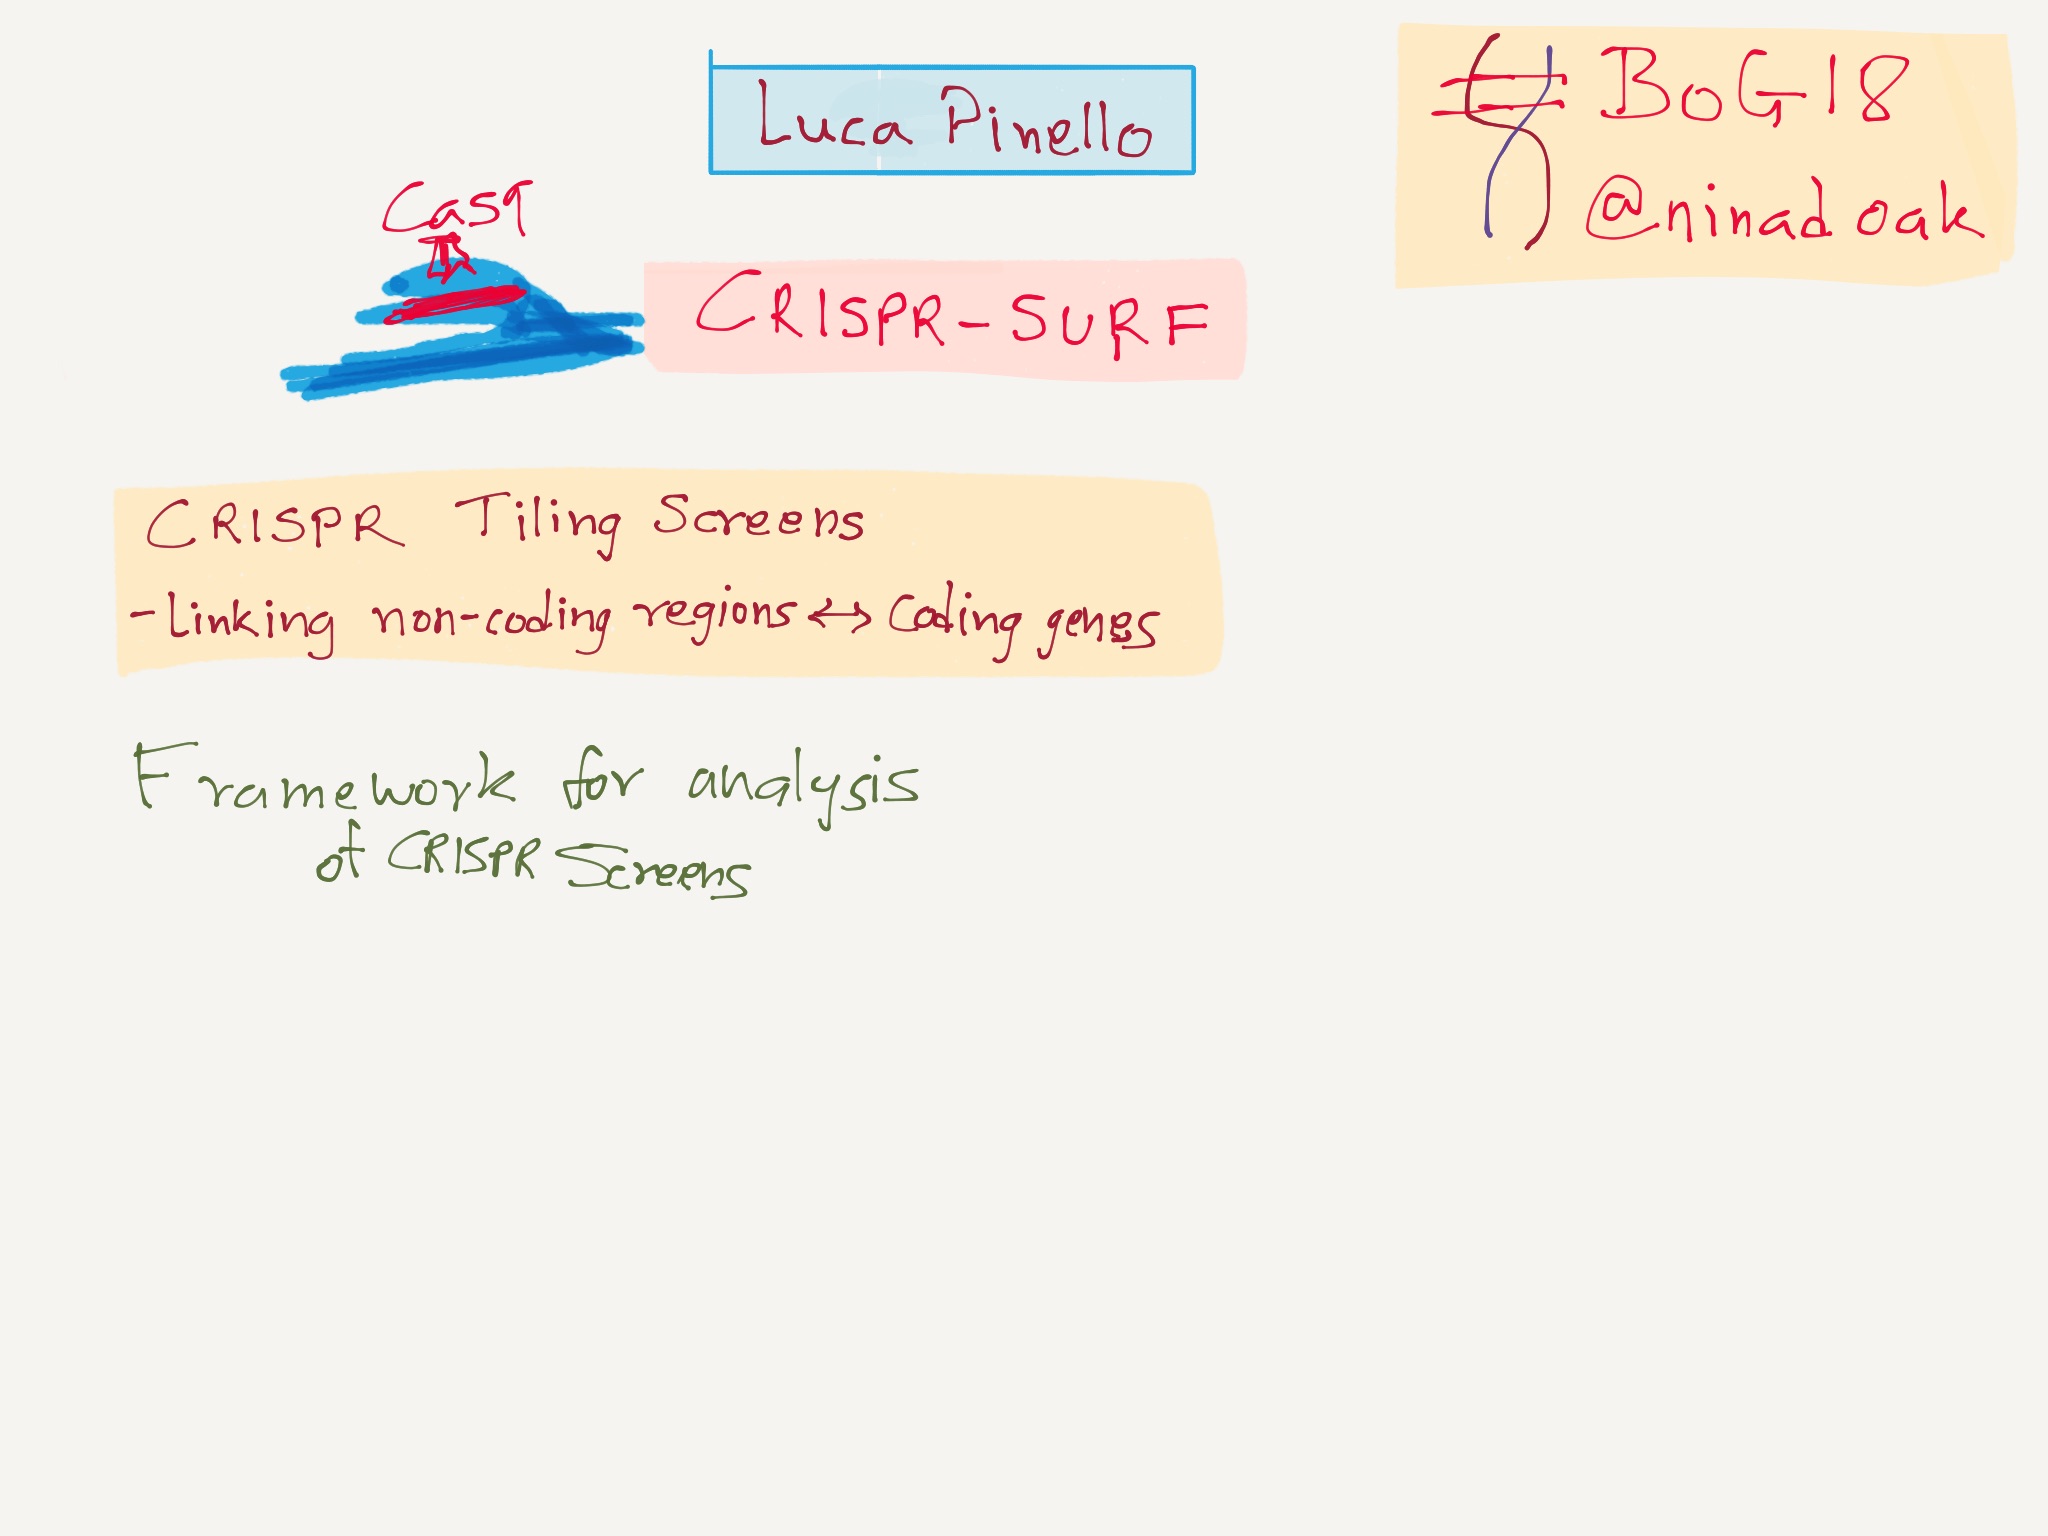 Luca Pinello
# BoG18
@ninadoak
Cas9
CRISPR-SURF
CRISPR Tiling Screens
- Linking non-coding regions ↔ Coding genes
Framework for analysis
of CRISPR Screens